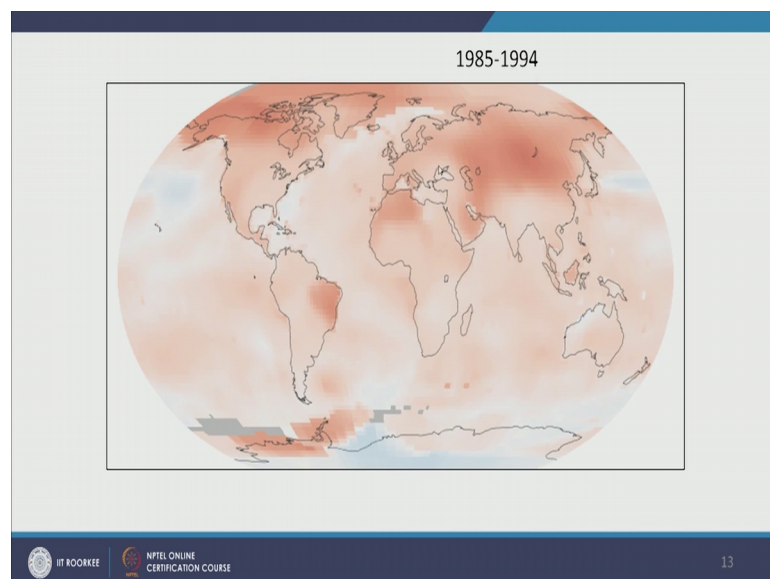 1985-1994
IIT ROORKEE
NPTEL ONLINE
CERTIFICATION COURSE
13